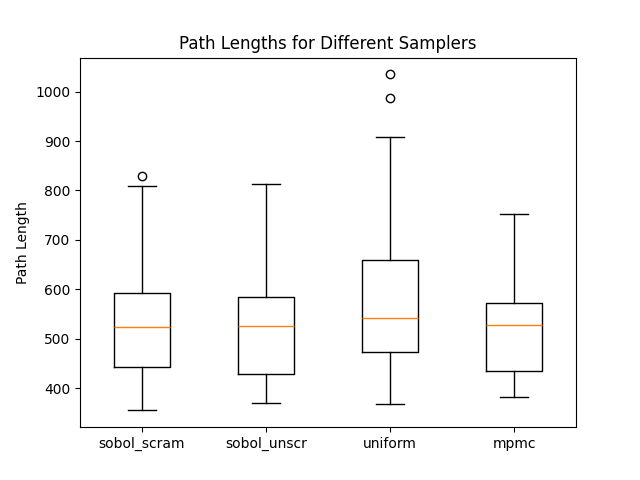 Path Lengths for Different Samplers
Path Length
1000
900
800
700
600
500
400
sobol_scram
sobol_unscr
uniform
mpmc